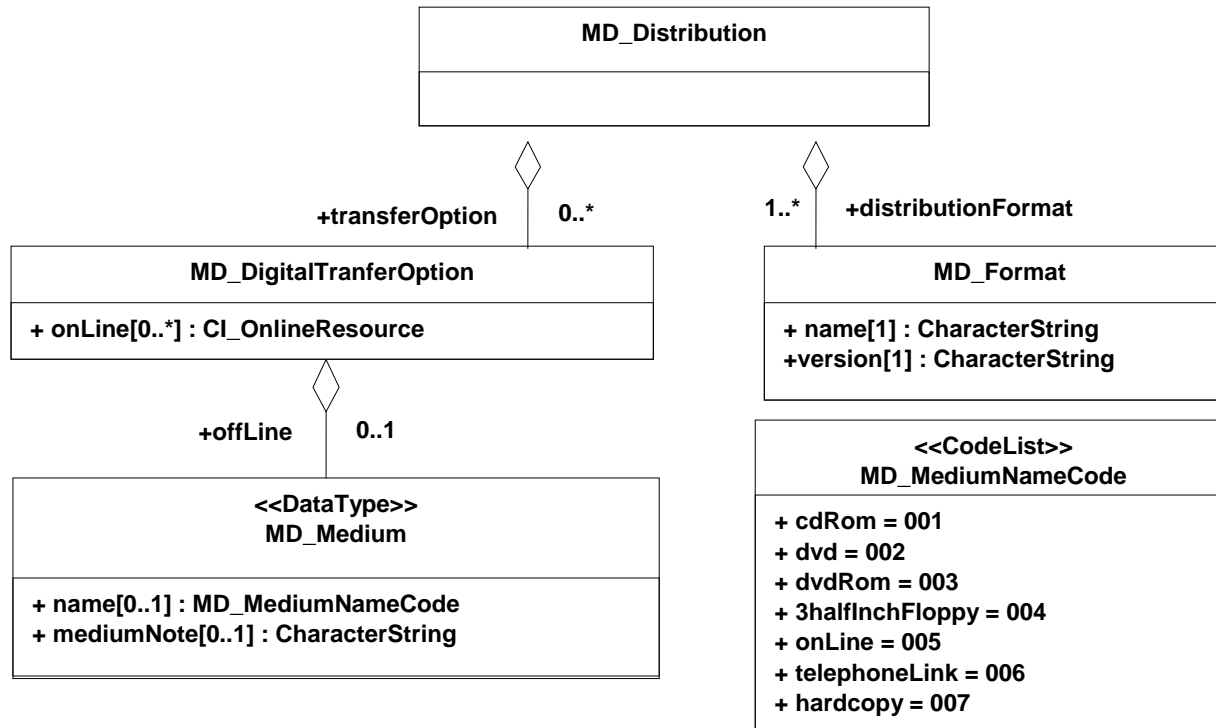 MD_Distribution
+transferOption
0..*
1..*
+distributionFormat
MD_DigitalTranferOption
+ onLine[0..*] : CI_OnlineResource
MD_Format
+ name[1] : CharacterString
+version[1] : CharacterString
+offLine
0..1
<<DataType>>
MD_Medium
+ name[0..1] : MD_MediumNameCode
+ mediumNote[0..1] : CharacterString
<<CodeList>>
MD_MediumNameCode
+ cdRom = 001
+ dvd = 002
+ dvdRom = 003
+ 3halfInchFloppy = 004
+ onLine = 005
+ telephoneLink = 006
+ hardcopy = 007